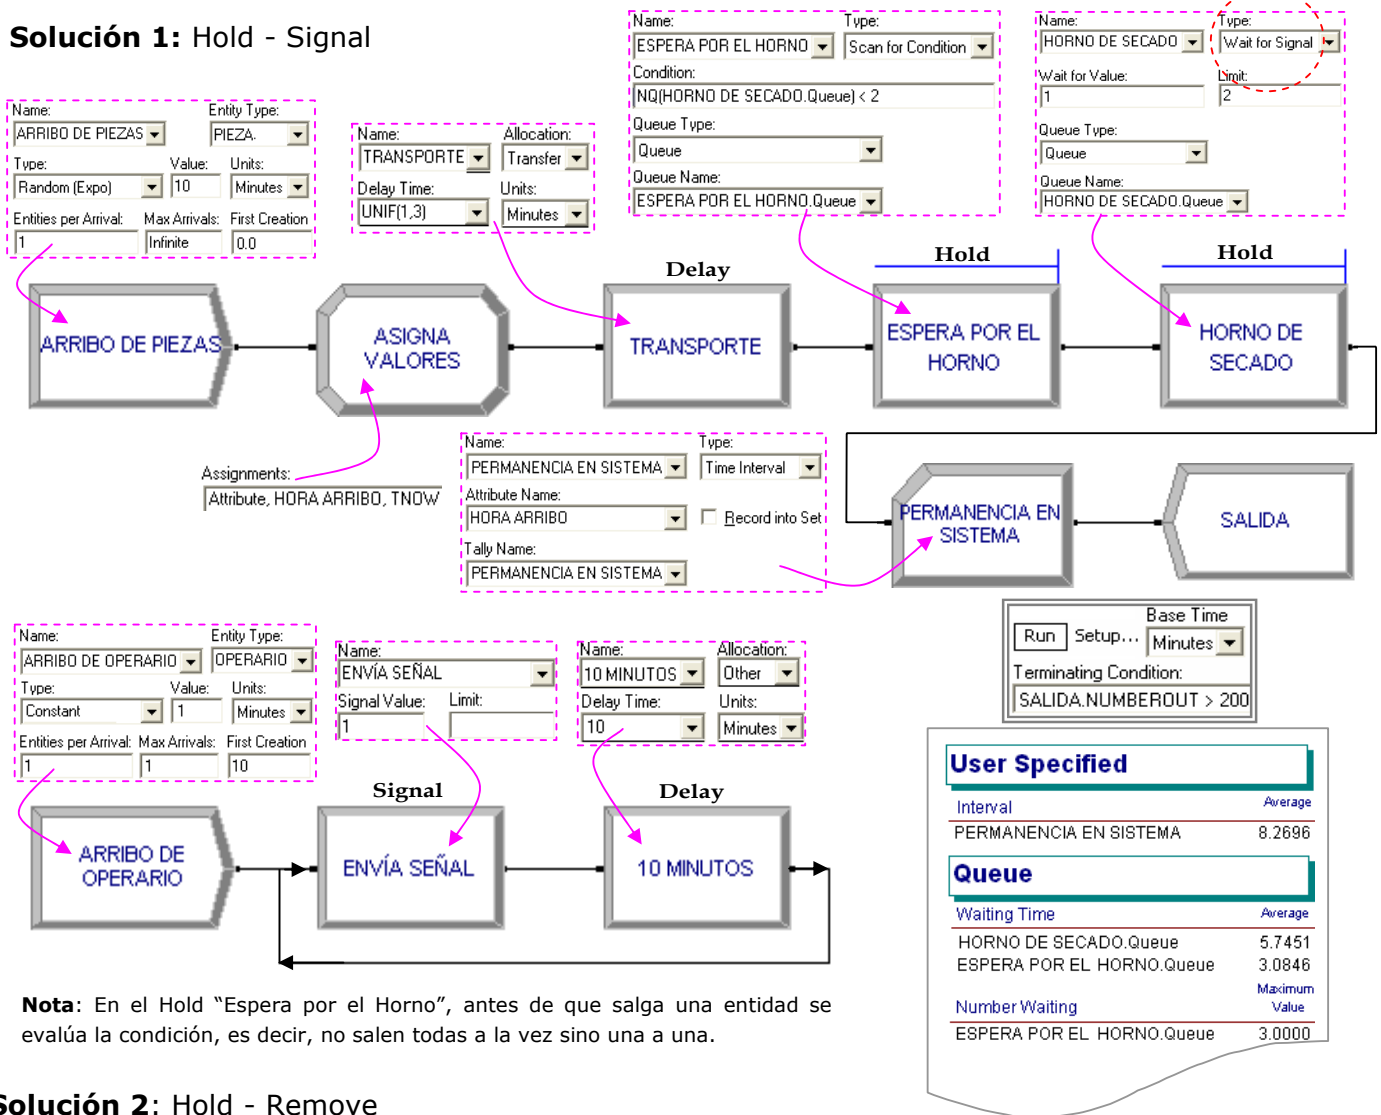 Solución 1: Hold - Signal
Name: Entity Type:
ARRIBO DE PIEZAS PIEZA.
Type: Value: Units:
Random (Expo) 10 Minutes
Entities per Arrival: Max Arrivals: First Creation
1 Infinite 0.0
Name: Allocation:
TRANSPORTE Transfer
Delay Time: Units:
UNIF(1,3) Minutes
Name: Type:
ESPERA POR EL HORNO Scan for Condition
Condition:
NQ(HORNO DE SECADO.Queue) < 2
Queue Type:
Queue
Queue Name:
ESPERA POR EL HORNO.Queue
Name: Type:
HORNO DE SECADO Wait for Signal
Wait for Value: Limit:
1 2
Queue Type:
Queue
Queue Name:
HORNO DE SECADO.Queue
Delay
Hold
Hold
ARRIBO DE PIEZAS
ASIGNA
VALORES
TRANSPORTE
ESPERA POR EL
HORNO
HORNO DE
SECADO
Assignments:
Attribute, HORA ARRIBO, TNOW
Name: Type:
PERMANENCIA EN SISTEMA Time Interval
Attribute Name:
HORA ARRIBO Record into Set
Tally Name:
PERMANENCIA EN SISTEMA
PERMANENCIA EN
SISTEMA
SALIDA
Base Time
Run Setup... Minutes
Terminating Condition:
SALIDA.NUMBEROUT > 200
Name: Entity Type:
ARRIBO DE OPERARIO OPERARIO
Type: Value: Units:
Constant 1 Minutes
Entities per Arrival: Max Arrivals: First Creation
1 1 10
Name:
ENVÍA SEÑAL
Signal Value: Limit:
1
Name: Allocation:
10 MINUTOS Other
Delay Time: Units:
10 Minutes
Signal
Delay
ARRIBO DE
OPERARIO
ENVÍA SEÑAL
10 MINUTOS
User Specified
Interval Average
PERMANENCIA EN SISTEMA 8.2696
Queue
Waiting Time Average
HORNO DE SECADO.Queue 5.7451
ESPERA POR EL HORNO.Queue 3.0846
Maximum
Number Waiting Value
ESPERA POR EL HORNO.Queue 3.0000
Nota: En el Hold “Espera por el Horno”, antes de que salga una entidad se
evalúa la condición, es decir, no salen todas a la vez sino una a una.
Solución 2: Hold - Remove